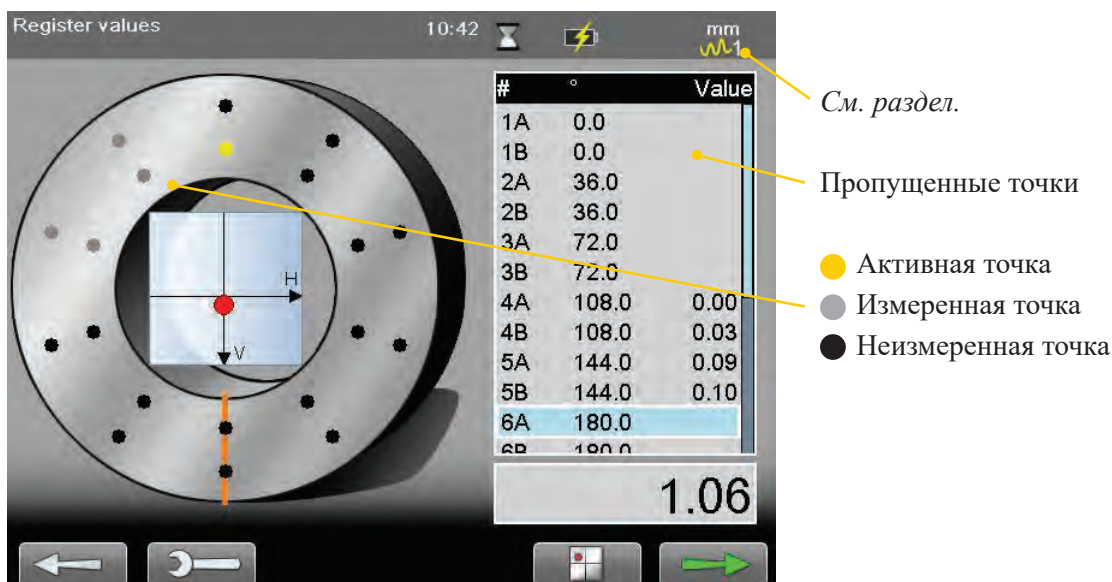 Register values 10:42 mm
1
# ° Value
1A 0.0
1B 0.0
2A 36.0
2B 36.0
3A 72.0
3B 72.0
4A 108.0 0.00
4B 108.0 0.03
5A 144.0 0.09
5B 144.0 0.10
6A 180.0
6B 180.0
1.06
H
V
См. раздел.
Пропущенные точки
Активная точка
Измеренная точка
Неизмеренная точка